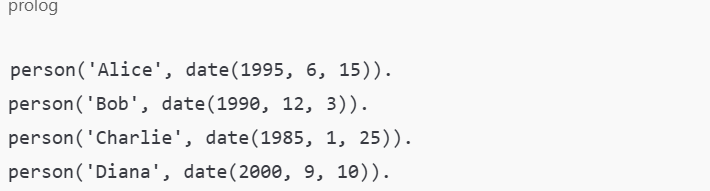 prolog
person('Alice', date(1995, 6, 15)).
person('Bob', date(1990, 12, 3)).
person('Charlie', date(1985, 1, 25)).
person('Diana', date(2000, 9, 10)).